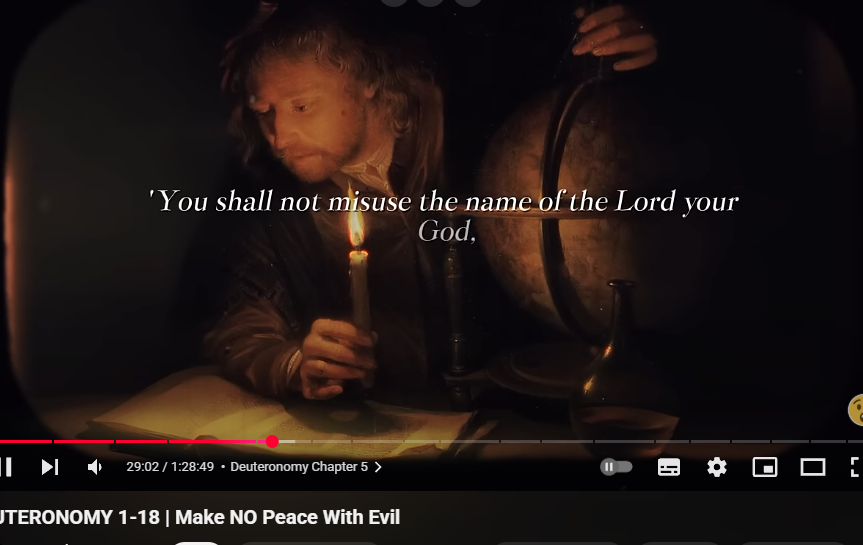 'You shall not misuse the name of the Lord your
God,
29:02 / 1:28:49 • Deuteronomy Chapter 5
UTERONOMY 1-18 | Make NO Peace With Evil